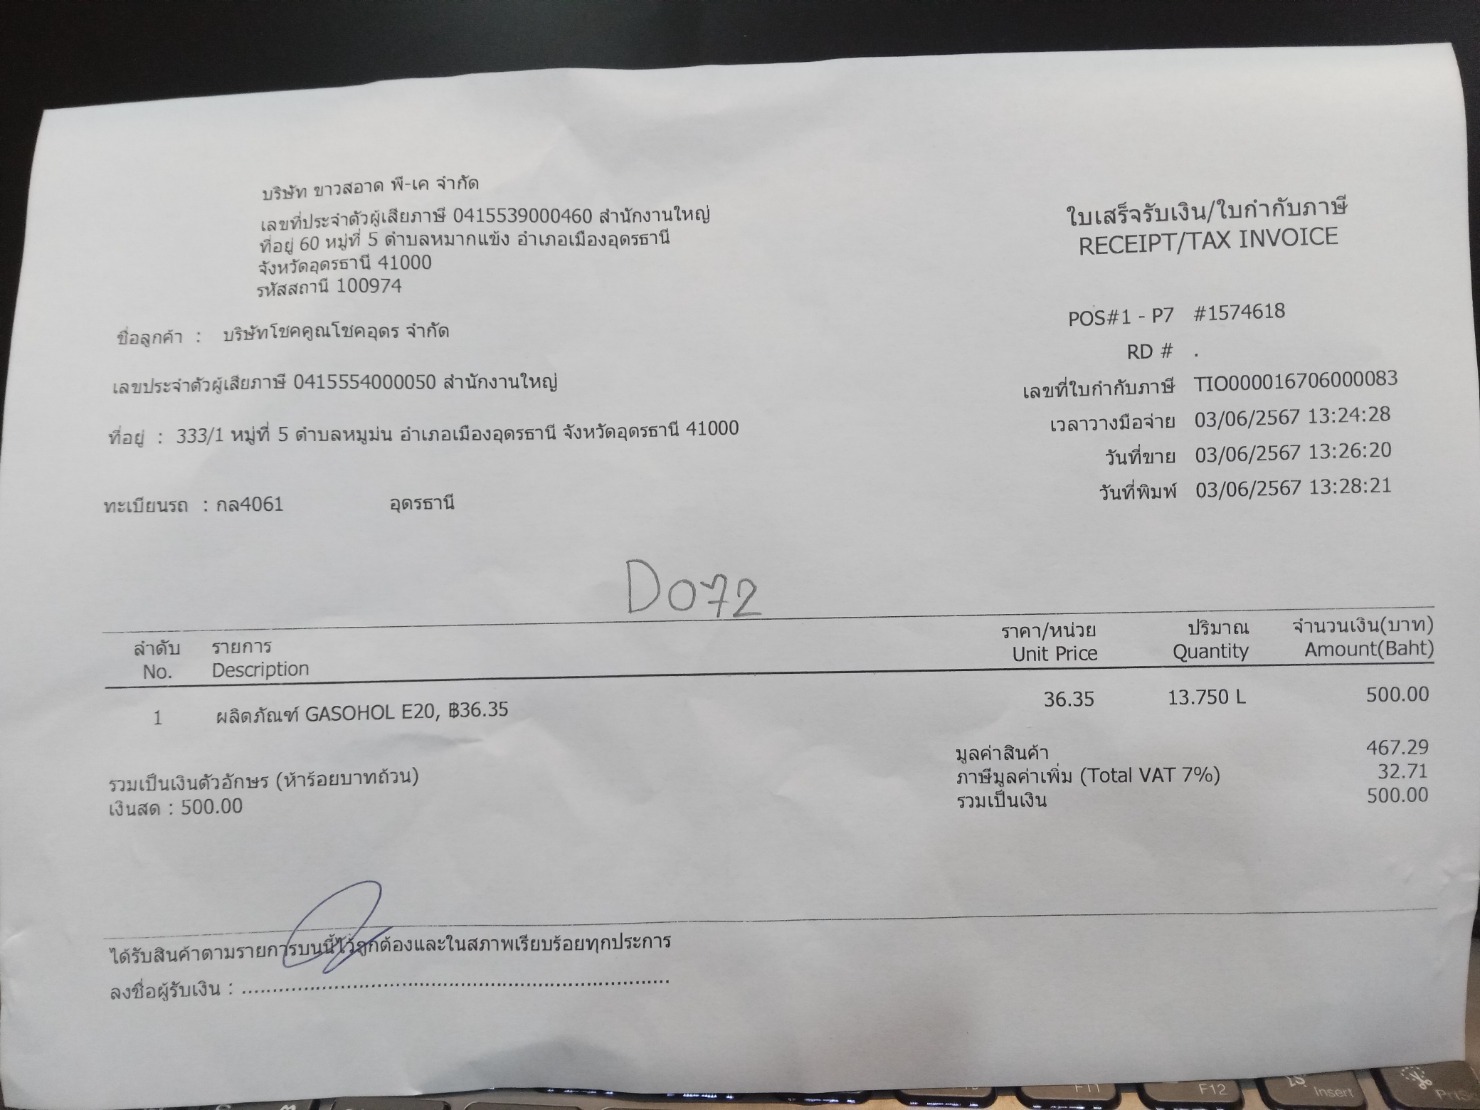 บริษัท ขาวสอาด พี-เค จำกัด
เลขที่ประจำตัวผู้เสียภาษี 0415539000460 สำนักงานใหญ่
ที่อยู่ 60 หมู่ที่ 5 ตำบลหมากแข้ง อำเภอเมืองอุดรธานี
จังหวัดอุดรธานี 41000
รหัสสถานี 100974
ใบเสร็จรับเงิน/ใบกำกับภาษี
RECEIPT/TAX INVOICE
ชื่อลูกค้า : บริษัทโชคคูณโชคอุดร จำกัด
เลขประจำตัวผู้เสียภาษี 0415554000050 สำนักงานใหญ่
ที่อยู่ : 333/1 หมู่ที่ 5 ตำบลหมูม่น อำเภอเมืองอุดรธานี จังหวัดอุดรธานี 41000
ทะเบียนรถ : กล4061 อุดรธานี
POS#1 - P7 #1574618
RD # .
เลขที่ใบกำกับภาษี TIO000016706000083
เวลาวางมือจ่าย 03/06/2567 13:24:28
วันที่ขาย 03/06/2567 13:26:20
วันที่พิมพ์ 03/06/2567 13:28:21
D072
ลำดับ รายการ ราคา/หน่วย ปริมาณ จำนวนเงิน(บาท)
No. Description Unit Price Quantity Amount(Baht)
1 ผลิตภัณฑ์ GASOHOL E20, ฿36.35 36.35 13.750 L 500.00
มูลค่าสินค้า 467.29
ภาษีมูลค่าเพิ่ม (Total VAT 7%) 32.71
รวมเป็นเงิน 500.00
รวมเป็นเงินตัวอักษร (ห้าร้อยบาทถ้วน)
เงินสด : 500.00
ได้รับสินค้าตามรายการบนนี้ไว้ถูกต้องและในสภาพเรียบร้อยทุกประการ
ลงชื่อผู้รับเงิน : ......................................................................
F11
F12
Insert